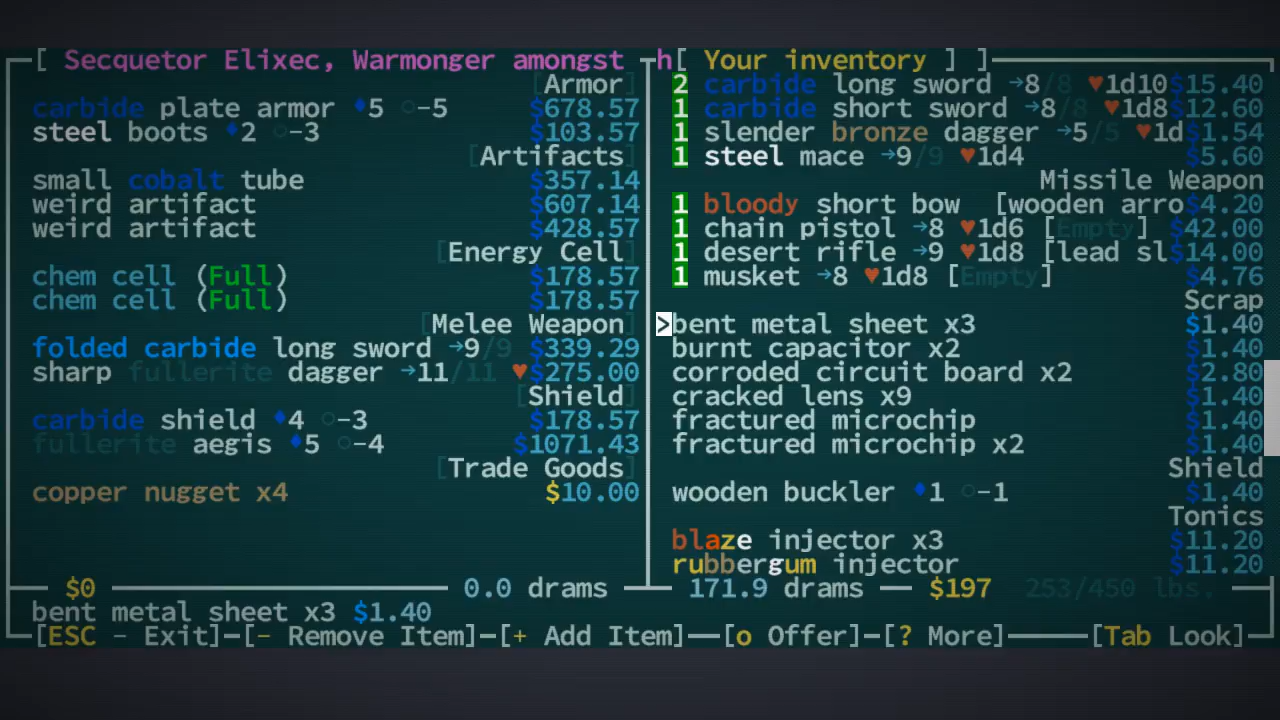 [ Secquetor Elixec, Warmonger amongst h[ Your inventory ] ]
[Armor]
carbide plate armor ♦5 ○-5 $678.57
steel boots ♦2 ○-3 $103.57
[Artifacts]
small cobalt tube $357.14
weird artifact $607.14
weird artifact $428.57
[Energy Cell]
chem cell (Full) $178.57
chem cell (Full) $178.57
[Melee Weapon]
folded carbide long sword →9/9 $339.29
sharp fullerite dagger →11/11 ♥$275.00
[Shield]
carbide shield ♦4 ○-3 $178.57
fullerite aegis ♦5 ○-4 $1071.43
[Trade Goods]
copper nugget x4 $10.00
$0 0.0 drams
2 carbide long sword →8/8 ♥1d10$15.40
1 carbide short sword →8/8 ♥1d8$12.60
1 slender bronze dagger →5/5 ♥1d$1.54
1 steel mace →9/9 ♥1d4 $5.60
Missile Weapon
1 bloody short bow [wooden arro$4.20
1 chain pistol →8 ♥1d6 [Empty] $42.00
1 desert rifle →9 ♥1d8 [lead sl$14.00
1 musket →8 ♥1d8 [Empty] $4.76
Scrap
>bent metal sheet x3 $1.40
burnt capacitor x2 $1.40
corroded circuit board x2 $2.80
cracked lens x9 $1.40
fractured microchip $1.40
fractured microchip x2 $1.40
Shield
wooden buckler ♦1 ○-1 $1.40
Tonics
blaze injector x3 $11.20
rubbergum injector $11.20
171.9 drams $197 253/450 lbs.
bent metal sheet x3 $1.40
[ESC - Exit] [- Remove Item] [+ Add Item] [o Offer] [? More] [Tab Look]